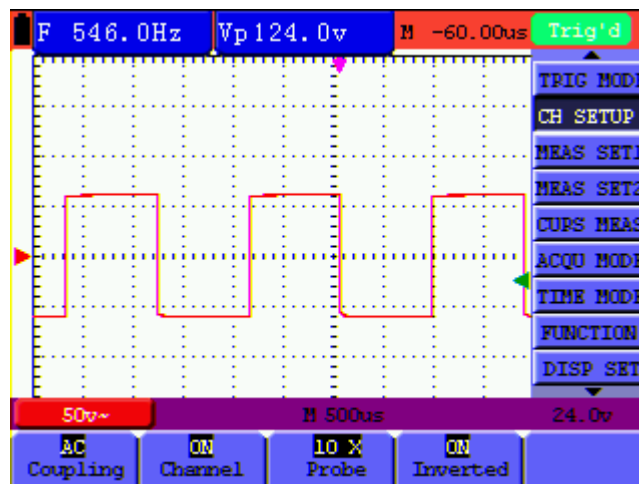 F 546.0Hz Vp124.0v M -60.00us Trig'd
TRIG MODE
CH SETUP
MEAS SET1
MEAS SET2
CURS MEAS
ACQU MODE
TIME MODE
FUNCTION
DISP SET
50v~ M 500us 24.0v
AC ON 10 X ON
Coupling Channel Probe Inverted